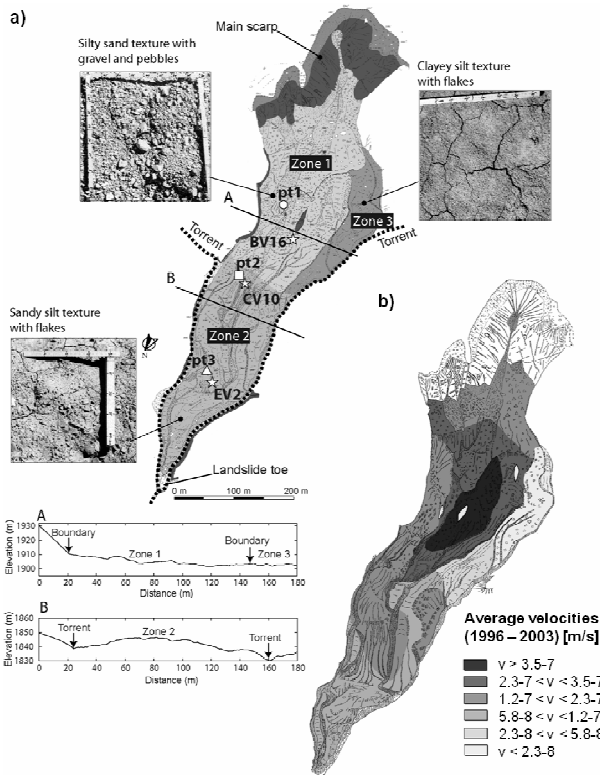 a)
Main scarp
Silty sand texture with
gravel and pebbles
Clayey silt texture
with flakes
Zone 1
pt1
A
Zone 3
Torrent
BV16
Torrent
pt2
B
CV10
b)
Sandy silt texture
with flakes
Zone 2
N
pt3
EV2
Landslide toe
0 m 100 m 200 m
A
Elevation (m)
1930
1920
1910
1900
Boundary
Zone 1
Boundary
Zone 3
0 20 40 60 80 100 120 140 160 180
Distance (m)
B
Elevation (m)
1860
1850
1840
1830
Torrent
Zone 2
Torrent
0 20 40 60 80 100 120 140 160 180
Distance (m)
Average velocities
(1996 – 2003) [m/s]
v > 3.5-7
2.3-7 < v < 3.5-7
1.2-7 < v < 2.3-7
5.8-8 < v <1.2-7
2.3-8 < v < 5.8-8
v < 2.3-8